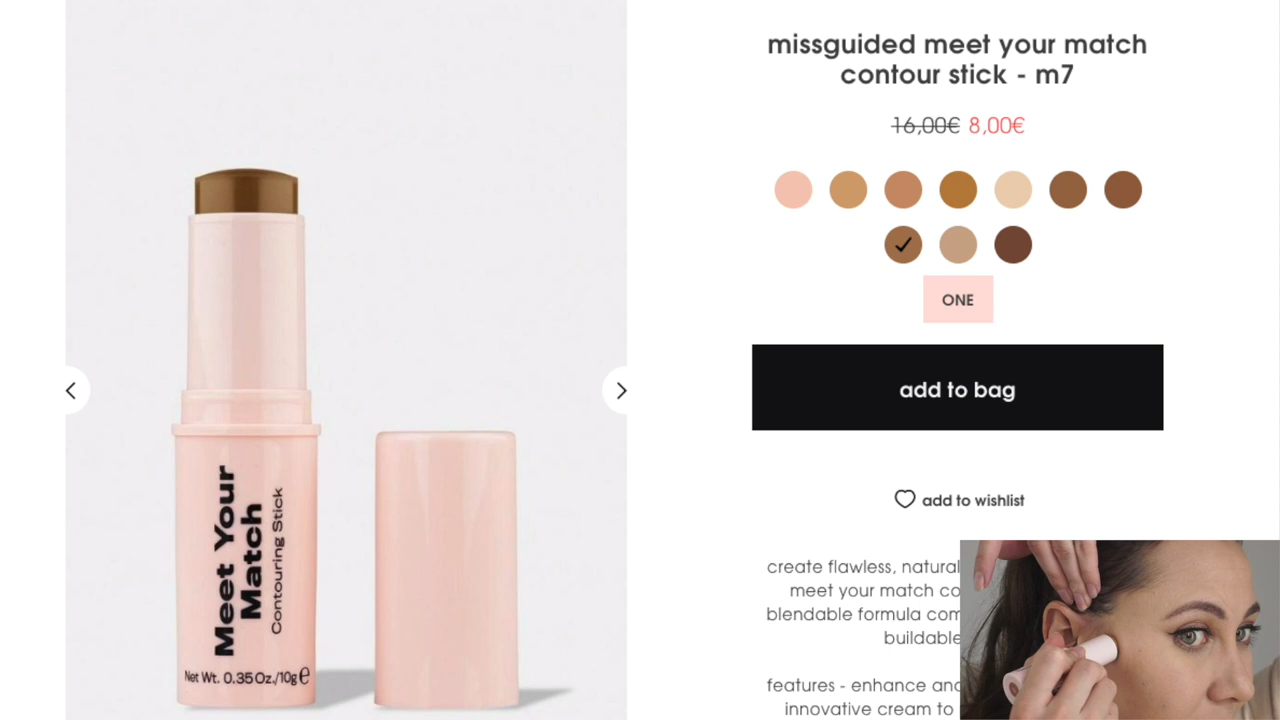 missguided meet your match
contour stick - m7
16,00€ 8,00€
ONE
add to bag
add to wishlist
create flawless, natural
meet your match co
blendable formula com
buildable
features - enhance and
innovative cream to
Meet Your
Match
Contouring Stick
Net Wt. 0.35 Oz./10g ℮